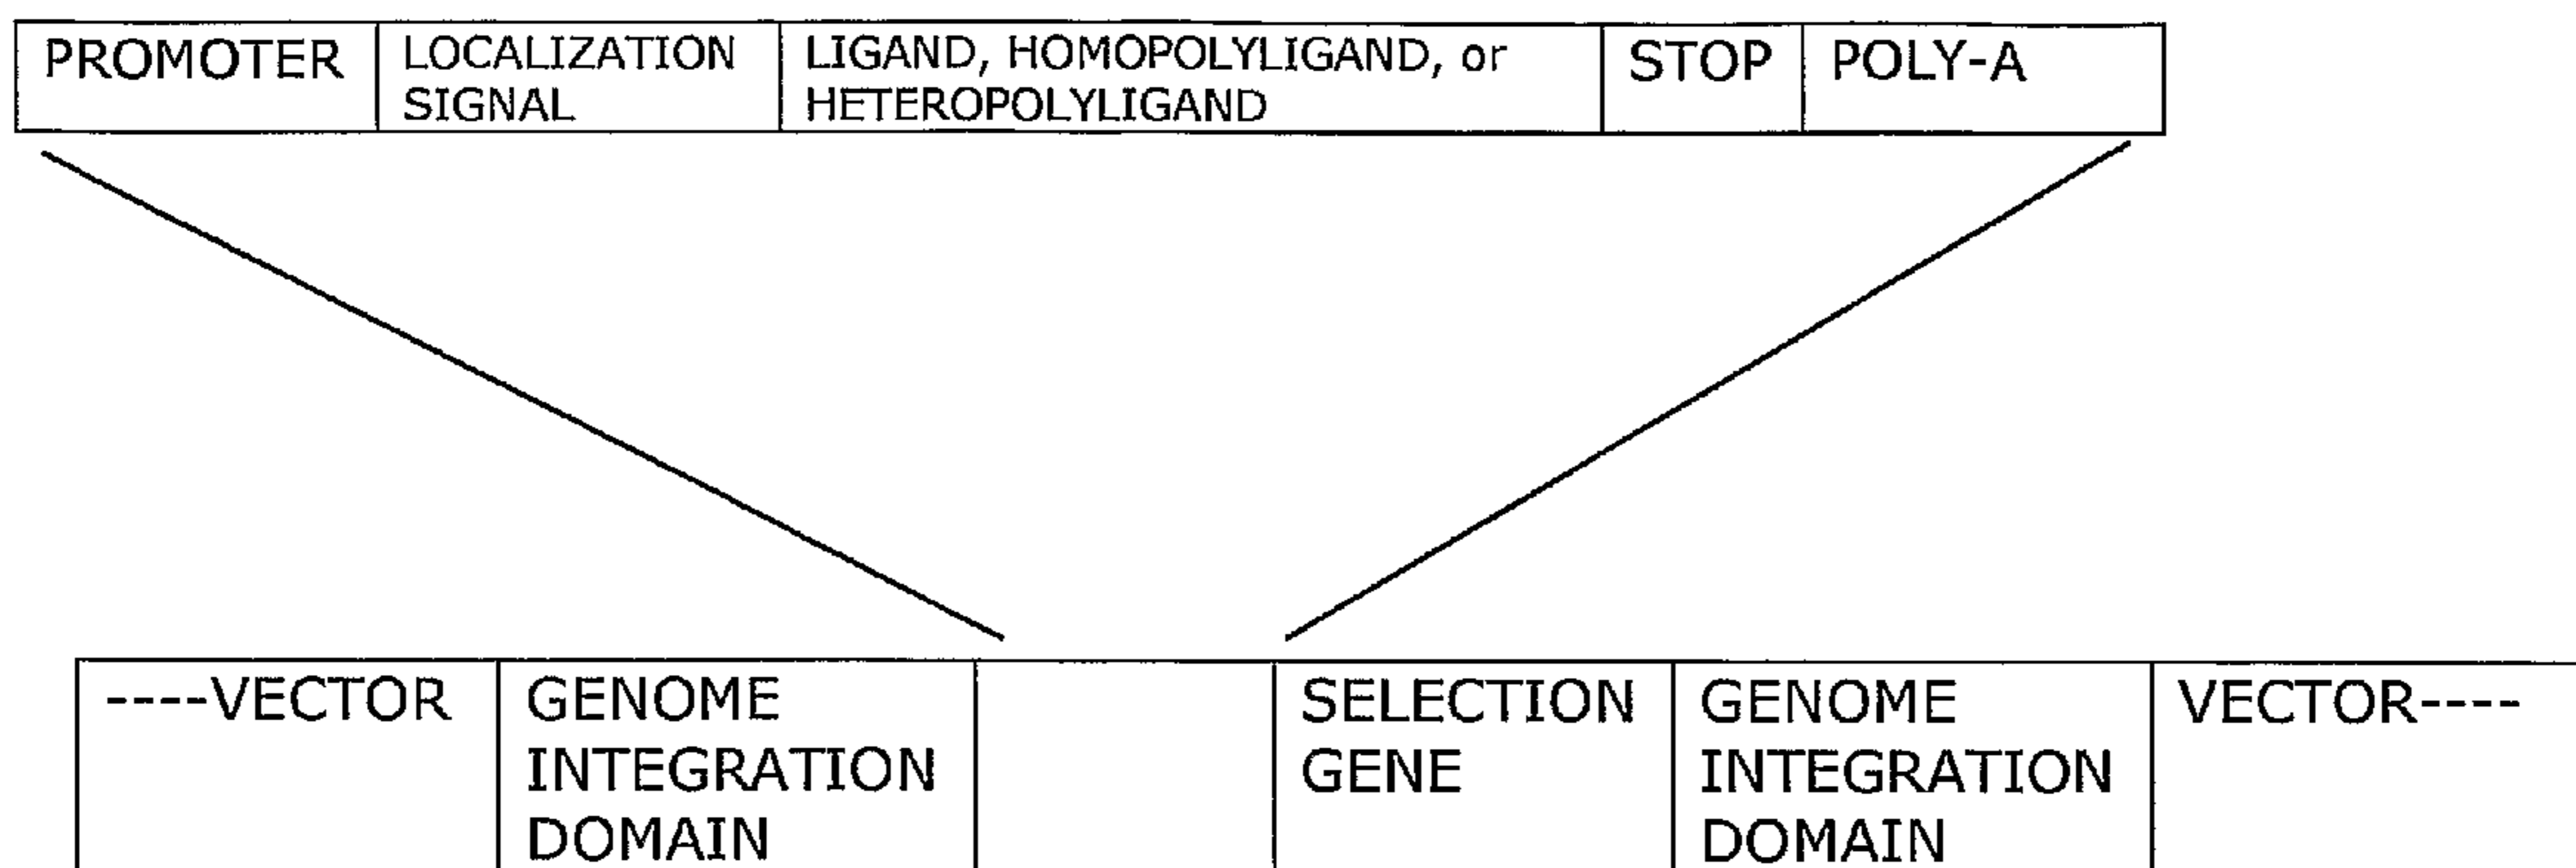 PROMOTER
LOCALIZATION
SIGNAL
LIGAND, HOMOPOLYLIGAND, or
HETEROPOLYLIGAND
STOP
POLY-A
----VECTOR
GENOME
INTEGRATION
DOMAIN
SELECTION
GENE
GENOME
INTEGRATION
DOMAIN
VECTOR----